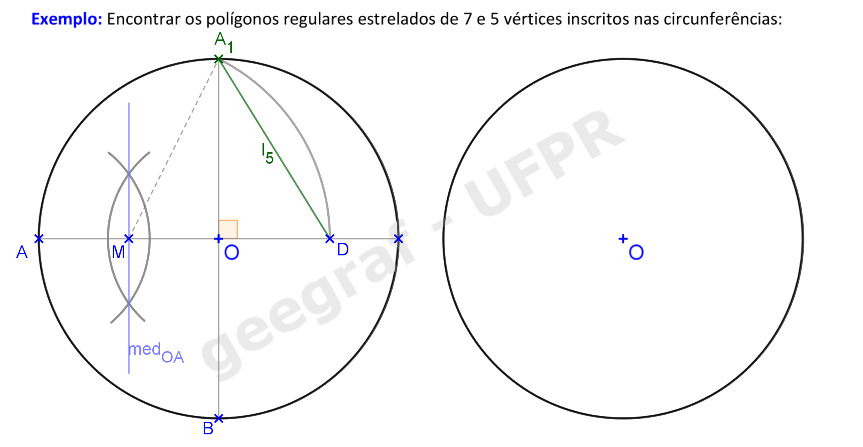 Exemplo: Encontrar os polígonos regulares estrelados de 7 e 5 vértices inscritos nas circunferências:
A1
l5
A
M
O
D
O
medOA
B
geegraf - UFPR